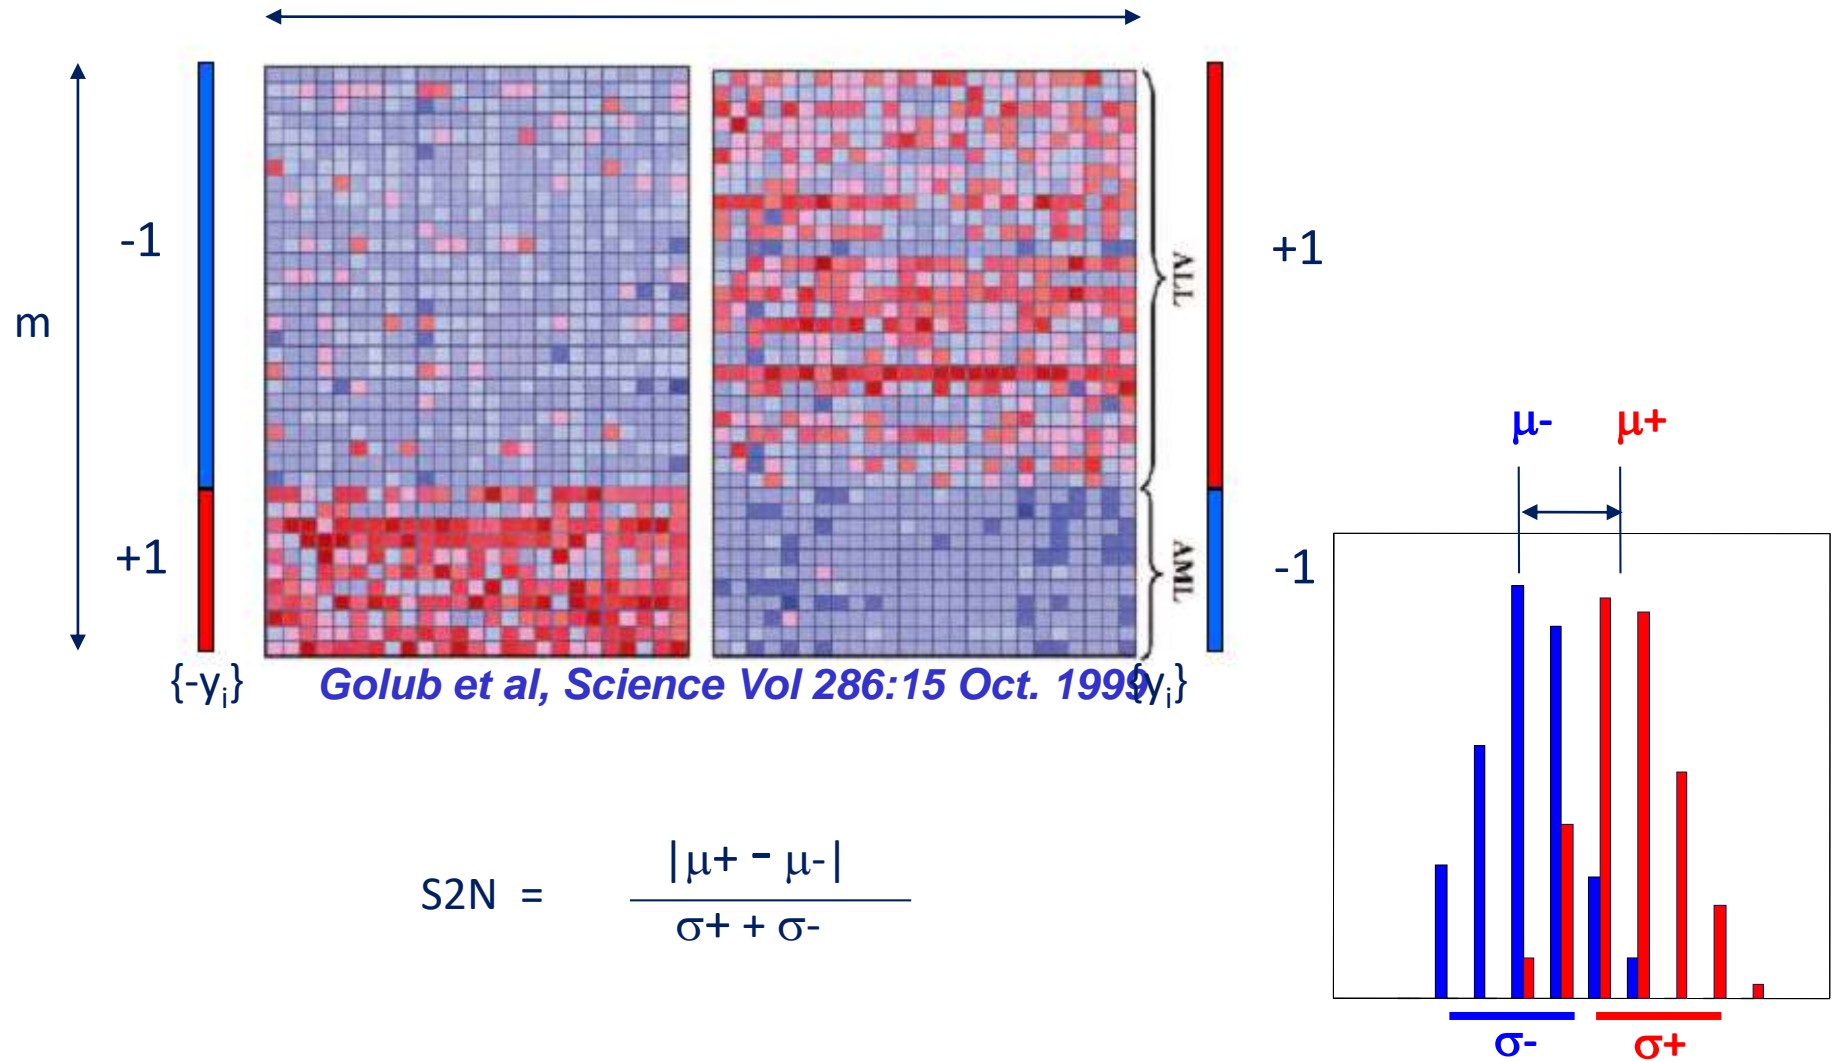 -1
+1
m
ALL
μ- μ+
+1
AML
-1
{-yᵢ}
Golub et al, Science Vol 286:15 Oct. 1999
{yᵢ}
|μ+ − μ-|
S2N =
σ+ + σ-
σ- σ+